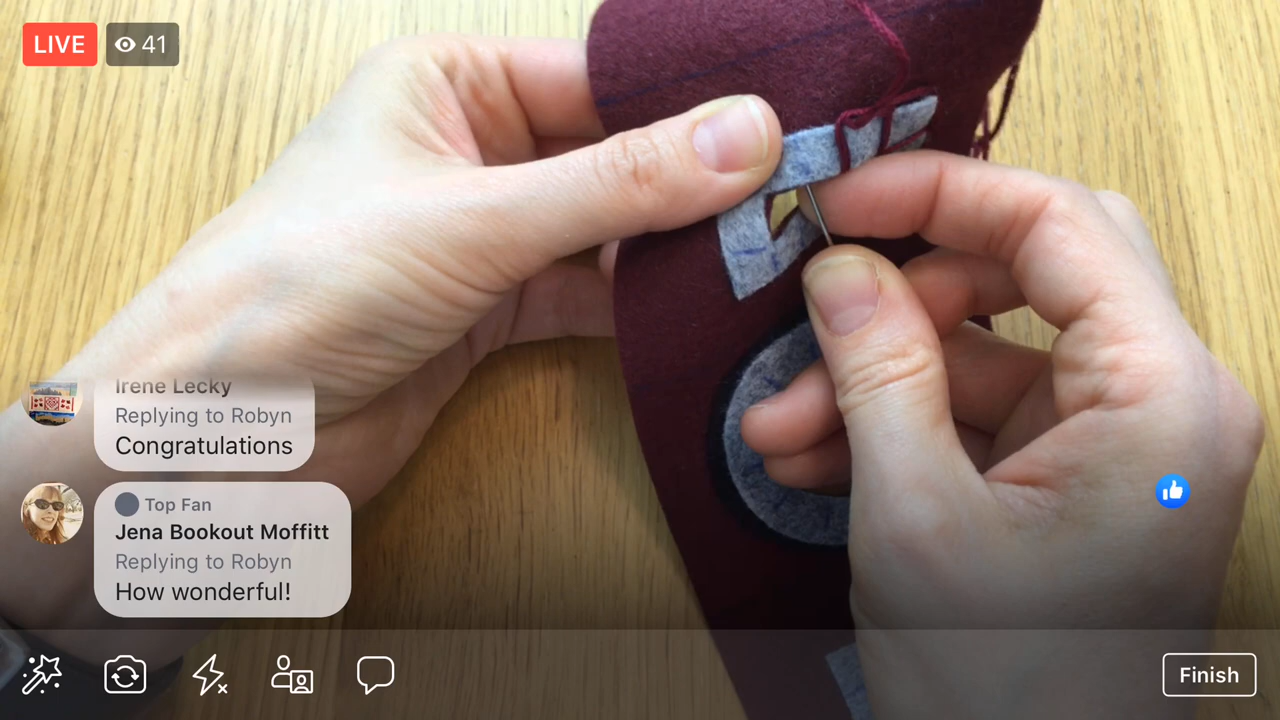 LIVE 41
Irene Lecky
Replying to Robyn
Congratulations
Top Fan
Jena Bookout Moffitt
Replying to Robyn
How wonderful!
Finish